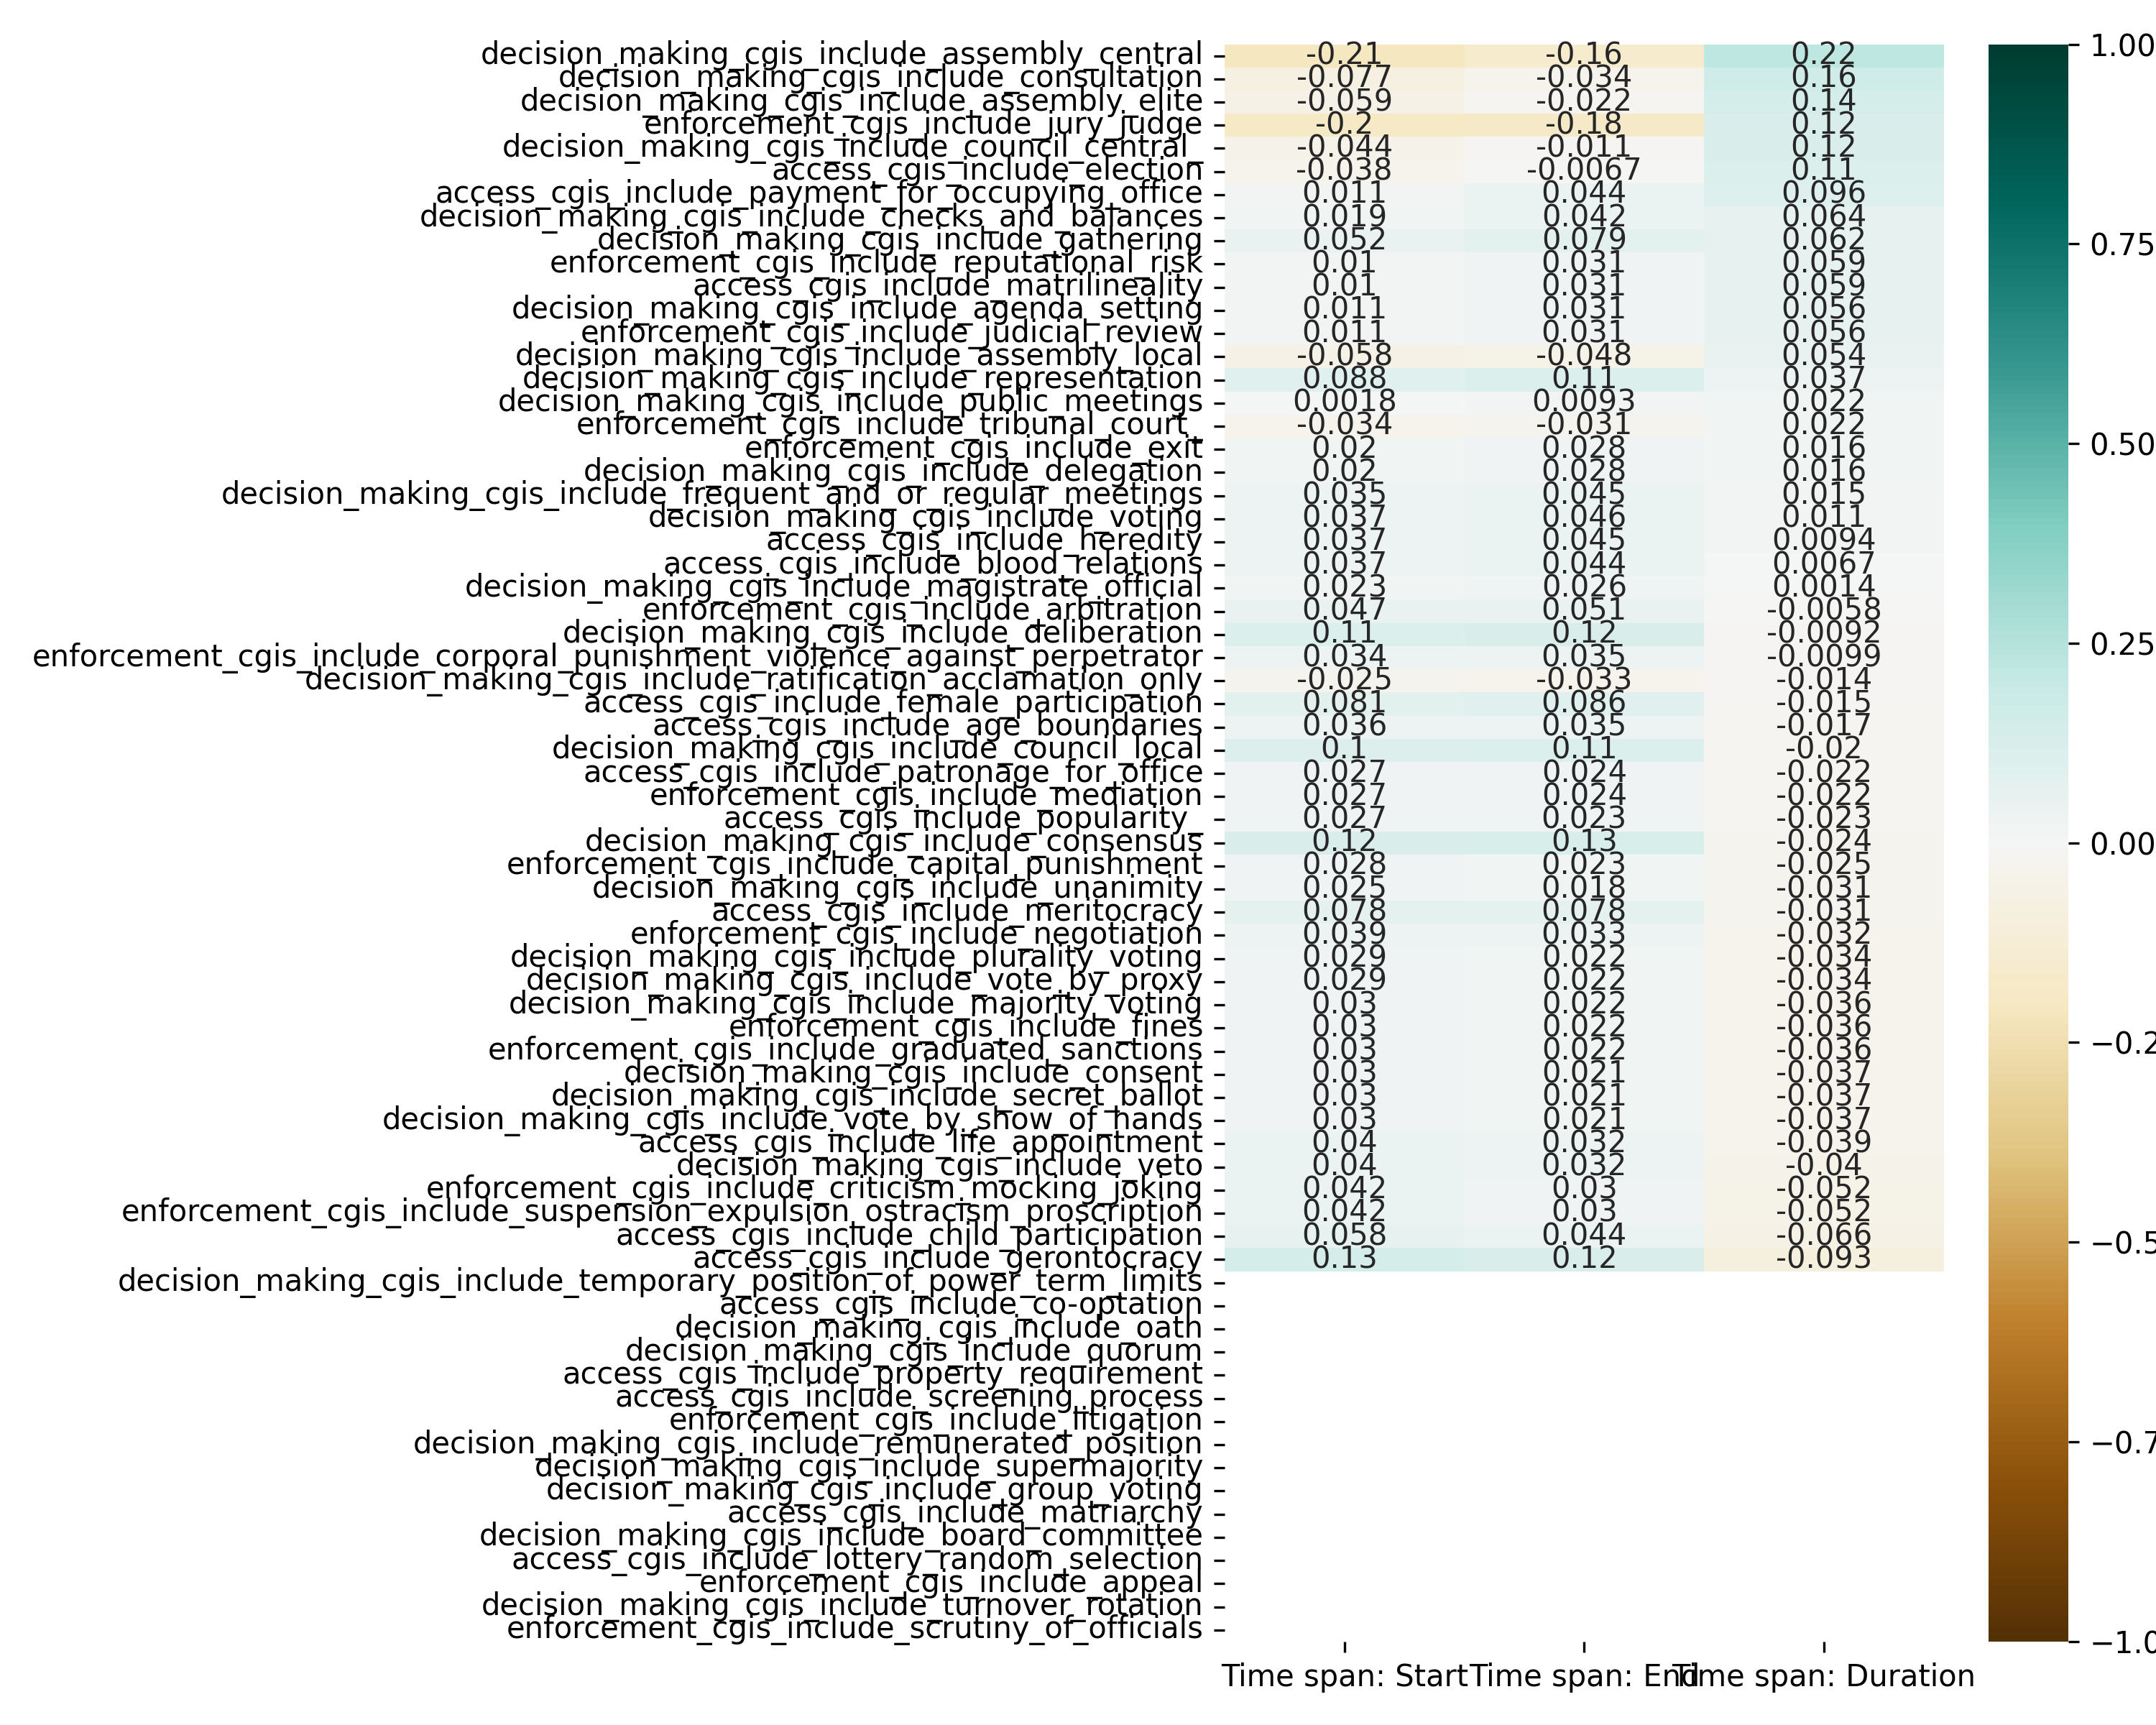 decision_making_cgis_include_assembly_central -0.21 -0.16 0.22
decision_making_cgis_include_consultation -0.077 -0.034 0.16
decision_making_cgis_include_assembly_elite -0.059 -0.022 0.14
enforcement_cgis_include_jury_judge -0.2 -0.18 0.12
decision_making_cgis_include_council_central_ -0.044 -0.011 0.12
access_cgis_include_election -0.038 -0.0067 0.11
access_cgis_include_payment_for_occupying_office 0.011 0.044 0.096
decision_making_cgis_include_checks_and_balances 0.019 0.042 0.064
decision_making_cgis_include_gathering 0.052 0.079 0.062
enforcement_cgis_include_reputational_risk 0.01 0.031 0.059
access_cgis_include_matrilineality 0.01 0.031 0.059
decision_making_cgis_include_agenda_setting 0.011 0.031 0.056
enforcement_cgis_include_judicial_review 0.011 0.031 0.056
decision_making_cgis_include_assembly_local -0.058 -0.048 0.054
decision_making_cgis_include_representation 0.088 0.11 0.037
decision_making_cgis_include_public_meetings 0.0018 0.0093 0.022
enforcement_cgis_include_tribunal_court_ -0.034 -0.031 0.022
enforcement_cgis_include_exit 0.02 0.028 0.016
decision_making_cgis_include_delegation 0.02 0.028 0.016
decision_making_cgis_include_frequent_and_or_regular_meetings 0.035 0.045 0.015
decision_making_cgis_include_voting 0.037 0.046 0.011
access_cgis_include_heredity 0.037 0.045 0.0094
access_cgis_include_blood_relations 0.037 0.044 0.0067
decision_making_cgis_include_magistrate_official 0.023 0.026 0.0014
enforcement_cgis_include_arbitration 0.047 0.051 -0.0058
decision_making_cgis_include_deliberation 0.11 0.12 -0.0092
enforcement_cgis_include_corporal_punishment_violence_against_perpetrator 0.034 0.035 -0.0099
decision_making_cgis_include_ratification_acclamation_only -0.025 -0.033 -0.014
access_cgis_include_female_participation 0.081 0.086 -0.015
access_cgis_include_age_boundaries 0.036 0.035 -0.017
decision_making_cgis_include_council_local 0.1 0.11 -0.02
access_cgis_include_patronage_for_office 0.027 0.024 -0.022
enforcement_cgis_include_mediation 0.027 0.024 -0.022
access_cgis_include_popularity_ 0.027 0.023 -0.023
decision_making_cgis_include_consensus 0.12 0.13 -0.024
enforcement_cgis_include_capital_punishment 0.028 0.023 -0.025
decision_making_cgis_include_unanimity 0.025 0.018 -0.031
access_cgis_include_meritocracy 0.078 0.078 -0.031
enforcement_cgis_include_negotiation 0.039 0.033 -0.032
decision_making_cgis_include_plurality_voting 0.029 0.022 -0.034
decision_making_cgis_include_vote_by_proxy 0.029 0.022 -0.034
decision_making_cgis_include_majority_voting 0.03 0.022 -0.036
enforcement_cgis_include_fines 0.03 0.022 -0.036
enforcement_cgis_include_graduated_sanctions 0.03 0.022 -0.036
decision_making_cgis_include_consent 0.03 0.021 -0.037
decision_making_cgis_include_secret_ballot 0.03 0.021 -0.037
decision_making_cgis_include_vote_by_show_of_hands 0.03 0.021 -0.037
access_cgis_include_life_appointment 0.04 0.032 -0.039
decision_making_cgis_include_veto 0.04 0.032 -0.04
enforcement_cgis_include_criticism_mocking_joking 0.042 0.03 -0.052
enforcement_cgis_include_suspension_expulsion_ostracism_proscription 0.042 0.03 -0.052
access_cgis_include_child_participation 0.058 0.044 -0.066
access_cgis_include_gerontocracy 0.13 0.12 -0.093
decision_making_cgis_include_temporary_position_of_power_term_limits
access_cgis_include_co-optation
decision_making_cgis_include_oath
decision_making_cgis_include_quorum
access_cgis_include_property_requirement
access_cgis_include_screening_process
enforcement_cgis_include_litigation
decision_making_cgis_include_remunerated_position
decision_making_cgis_include_supermajority
decision_making_cgis_include_group_voting
access_cgis_include_matriarchy
decision_making_cgis_include_board_committee
access_cgis_include_lottery_random_selection
enforcement_cgis_include_appeal
decision_making_cgis_include_turnover_rotation
enforcement_cgis_include_scrutiny_of_officials
Time span: Start Time span: End Time span: Duration
1.00
0.75
0.50
0.25
0.00
−0.2
−0.5
−0.7
−1.0